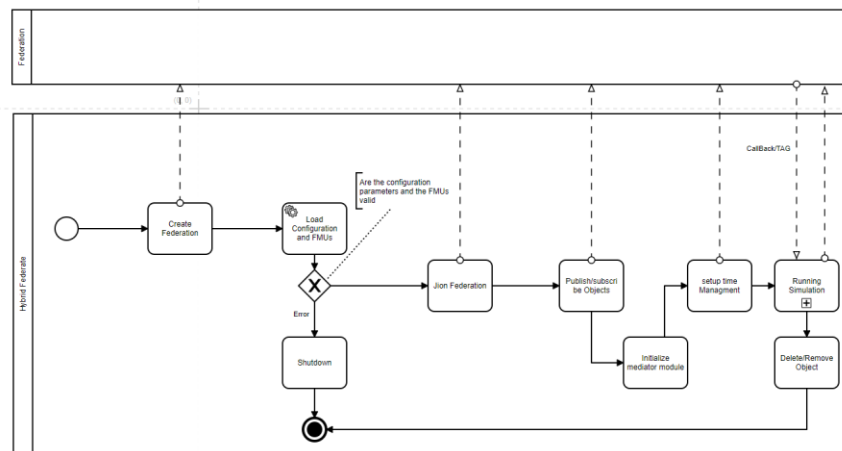 Federation
(0, 0)
CallBack/TAG
Are the configuration
parameters and the FMUs
valid
Hybrid Federate
Create
Federation
Load
Configuration
and FMUs
Jion Federation
Publish/subscri
be Objects
setup time
Managment
Running
Simulation
Error
Shutdown
Initialize
mediator module
Delete/Remove
Object